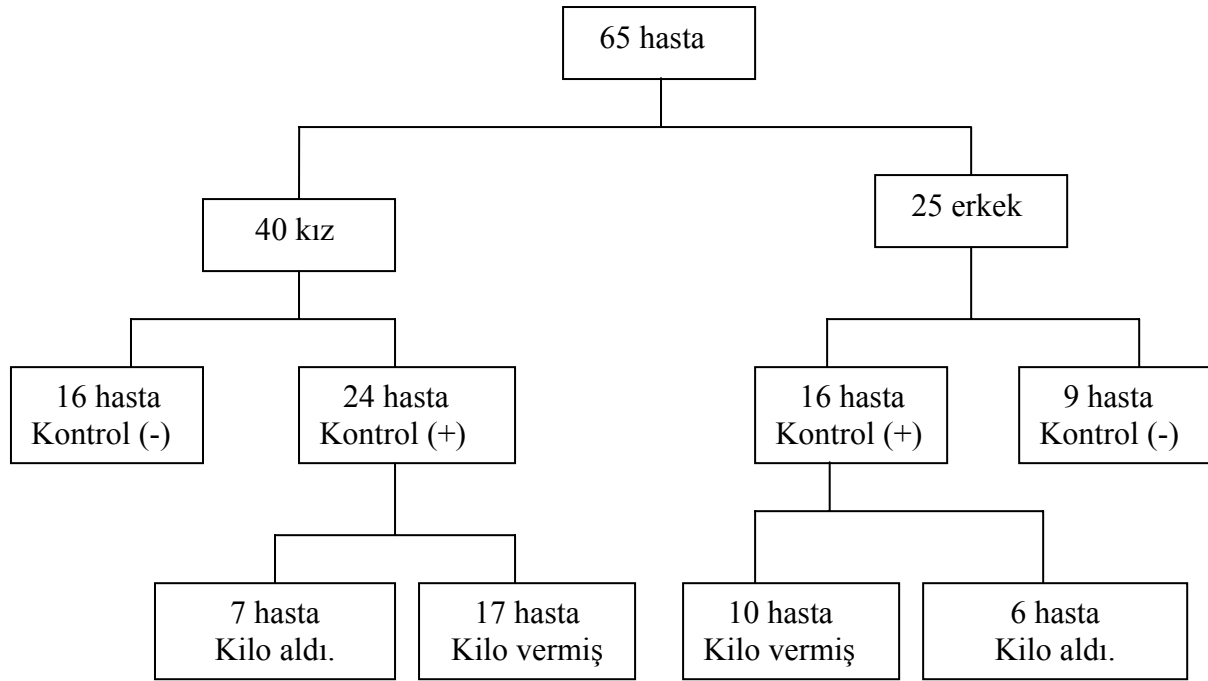 65 hasta
40 kız
25 erkek
16 hasta
Kontrol (-)
24 hasta
Kontrol (+)
16 hasta
Kontrol (+)
9 hasta
Kontrol (-)
7 hasta
Kilo aldı.
17 hasta
Kilo vermiş
10 hasta
Kilo vermiş
6 hasta
Kilo aldı.